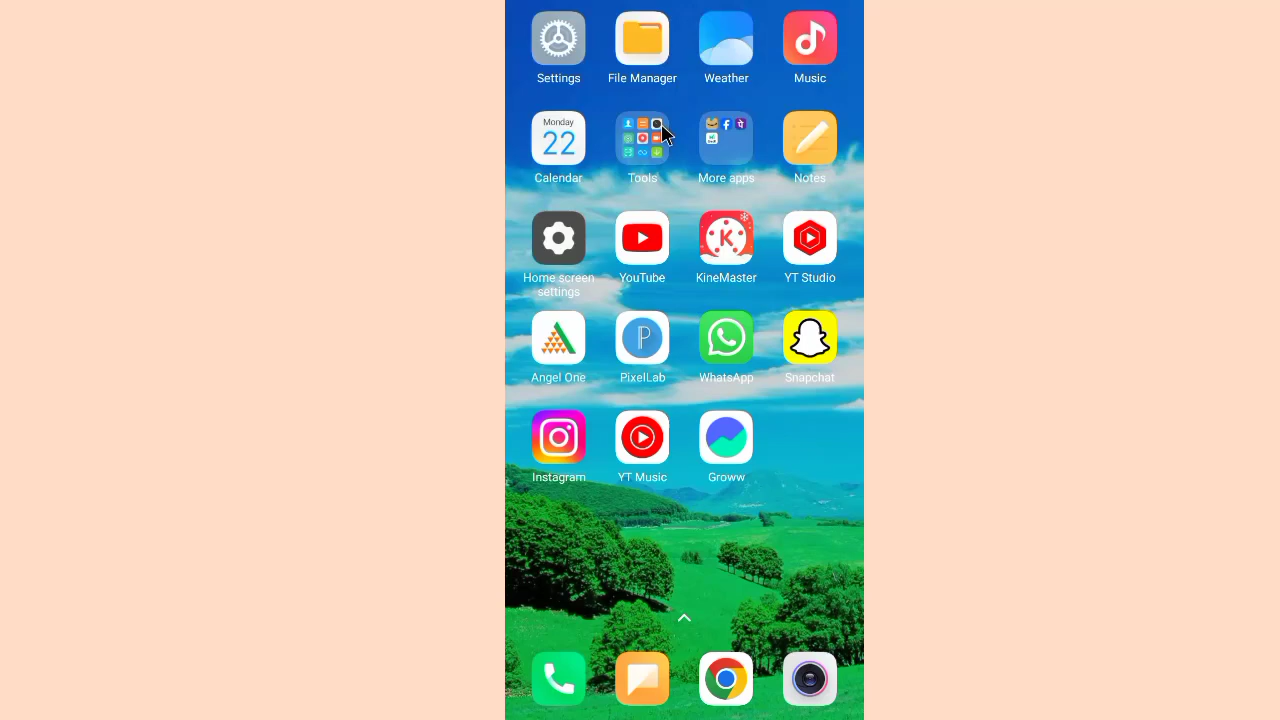 Settings
File Manager
Weather
Music
Monday
22
Calendar
Tools
More apps
Notes
Home screen
settings
YouTube
KineMaster
YT Studio
Angel One
PixelLab
WhatsApp
Snapchat
Instagram
YT Music
Groww